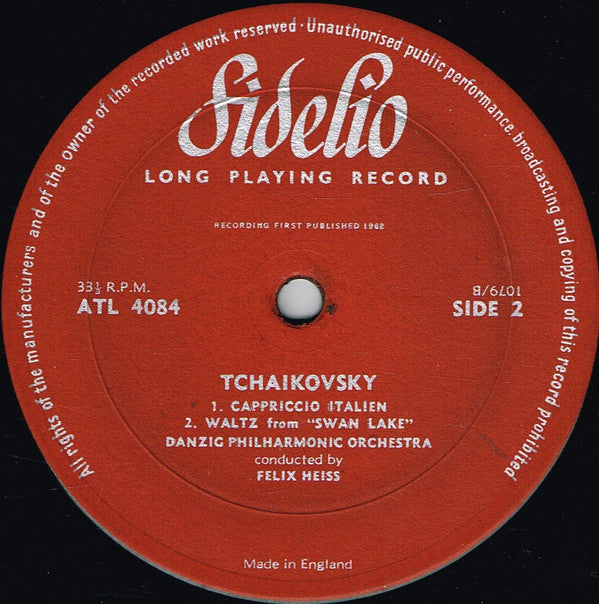 All rights of the manufacturers and of the owner of the recorded work reserved · Unauthorised public performance, broadcasting and copying of this record prohibited
Fidelio
LONG PLAYING RECORD
RECORDING FIRST PUBLISHED 1962
33⅓ R.P.M.
ATL 4084
1079/B
SIDE 2
TCHAIKOVSKY
1. CAPPRICCIO ITALIEN
2. WALTZ from "SWAN LAKE"
DANZIG PHILHARMONIC ORCHESTRA
conducted by
FELIX HEISS
Made in England